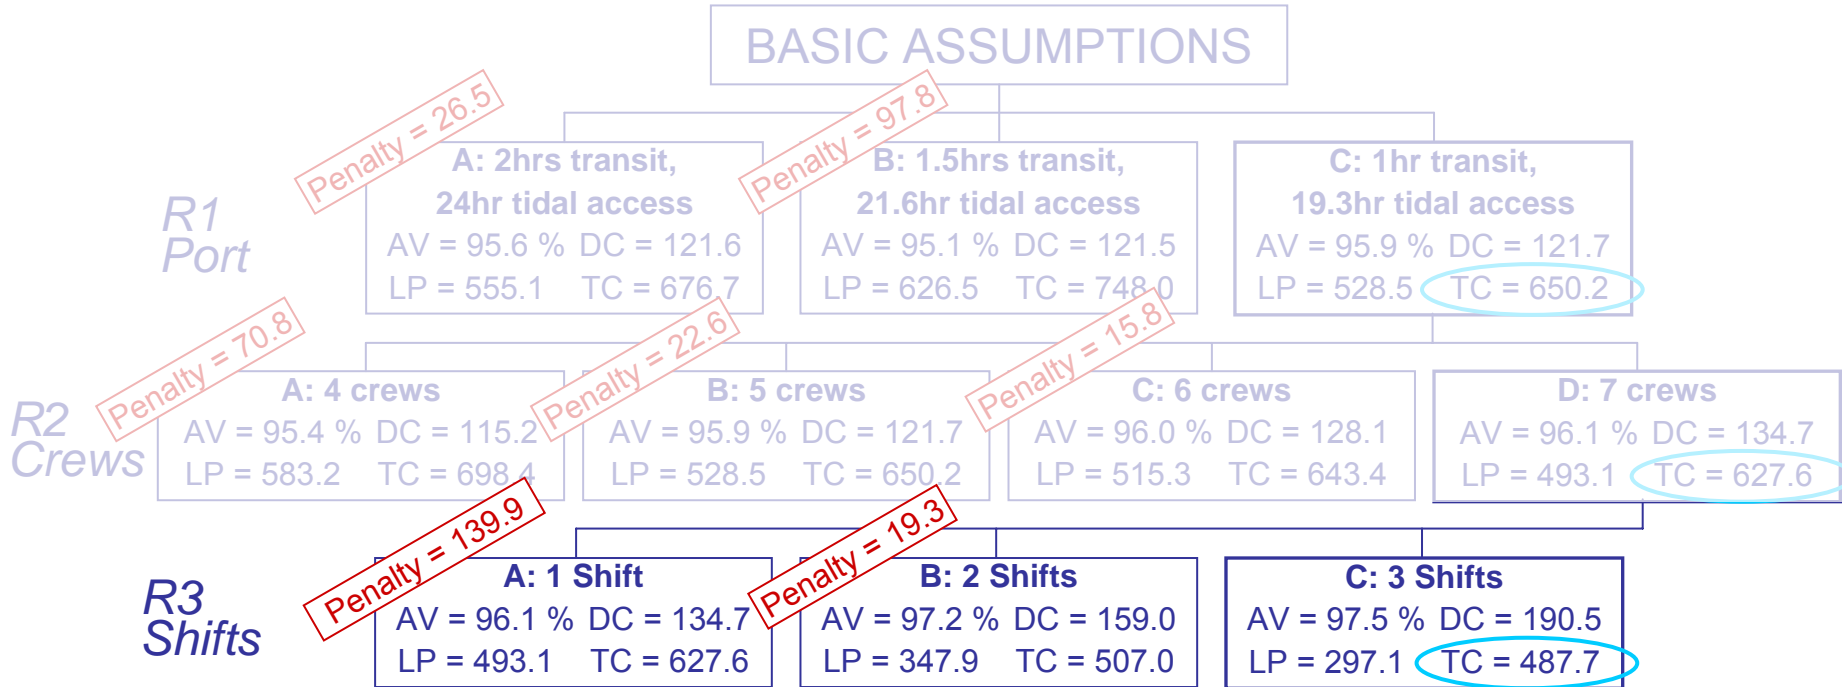 BASIC ASSUMPTIONS
R1
Port
Penalty = 26.5
A: 2hrs transit,
24hr tidal access
AV = 95.6 % DC = 121.6
LP = 555.1 TC = 676.7
Penalty = 97.8
B: 1.5hrs transit,
21.6hr tidal access
AV = 95.1 % DC = 121.5
LP = 626.5 TC = 748.0
C: 1hr transit,
19.3hr tidal access
AV = 95.9 % DC = 121.7
LP = 528.5 TC = 650.2
R2
Crews
Penalty = 70.8
A: 4 crews
AV = 95.4 % DC = 115.2
LP = 583.2 TC = 698.4
Penalty = 22.6
B: 5 crews
AV = 95.9 % DC = 121.7
LP = 528.5 TC = 650.2
Penalty = 15.8
C: 6 crews
AV = 96.0 % DC = 128.1
LP = 515.3 TC = 643.4
D: 7 crews
AV = 96.1 % DC = 134.7
LP = 493.1 TC = 627.6
R3
Shifts
Penalty = 139.9
A: 1 Shift
AV = 96.1 % DC = 134.7
LP = 493.1 TC = 627.6
Penalty = 19.3
B: 2 Shifts
AV = 97.2 % DC = 159.0
LP = 347.9 TC = 507.0
C: 3 Shifts
AV = 97.5 % DC = 190.5
LP = 297.1 TC = 487.7